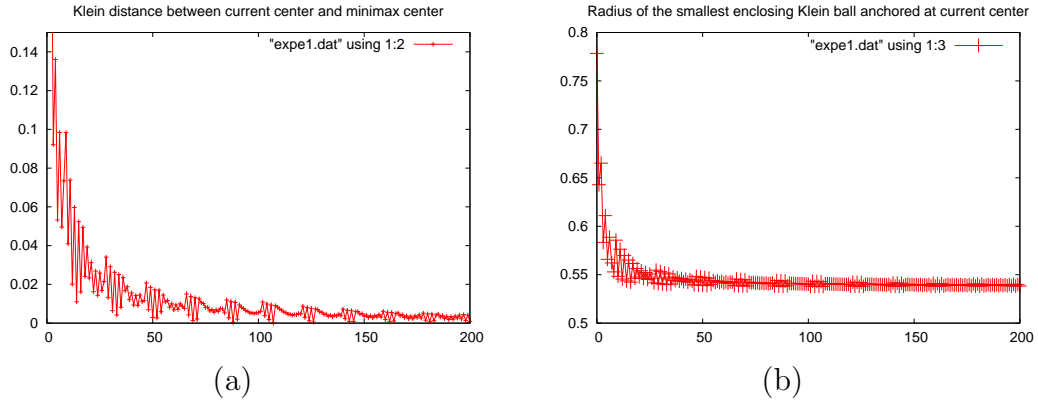 Klein distance between current center and minimax center
"expe1.dat" using 1:2
0.14
0.12
0.1
0.08
0.06
0.04
0.02
0
0 50 100 150 200
(a)
Radius of the smallest enclosing Klein ball anchored at current center
"expe1.dat" using 1:3
0.8
0.75
0.7
0.65
0.6
0.55
0.5
0 50 100 150 200
(b)